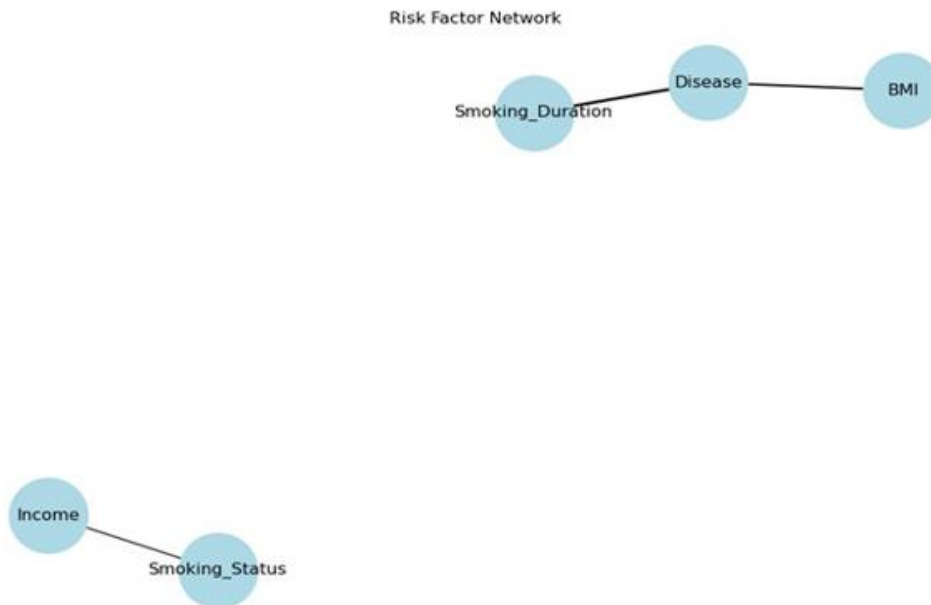 Risk Factor Network
Disease
BMI
Smoking_Duration
Income
Smoking_Status